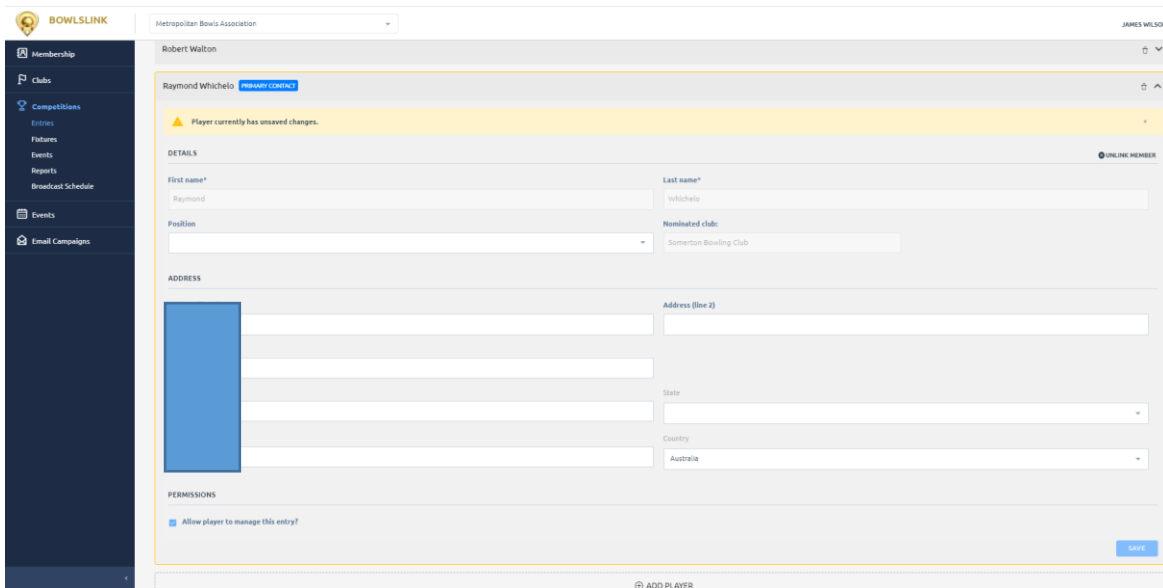 BOWLSLINK
Metropolitan Bowls Association
JAMES WILSO
Membership
Clubs
Competitions
Entries
Fixtures
Events
Reports
Broadcast Schedule
Events
Email Campaigns
Robert Walton
Raymond Whichelo PRIMARY CONTACT
Player currently has unsaved changes.
DETAILS
UNLINK MEMBER
First name*
Last name*
Raymond
Whichelo
Position
Nominated club:
Somerton Bowling Club
ADDRESS
Address (line 2)
State
Country
Australia
PERMISSIONS
Allow player to manage this entry?
SAVE
ADD PLAYER